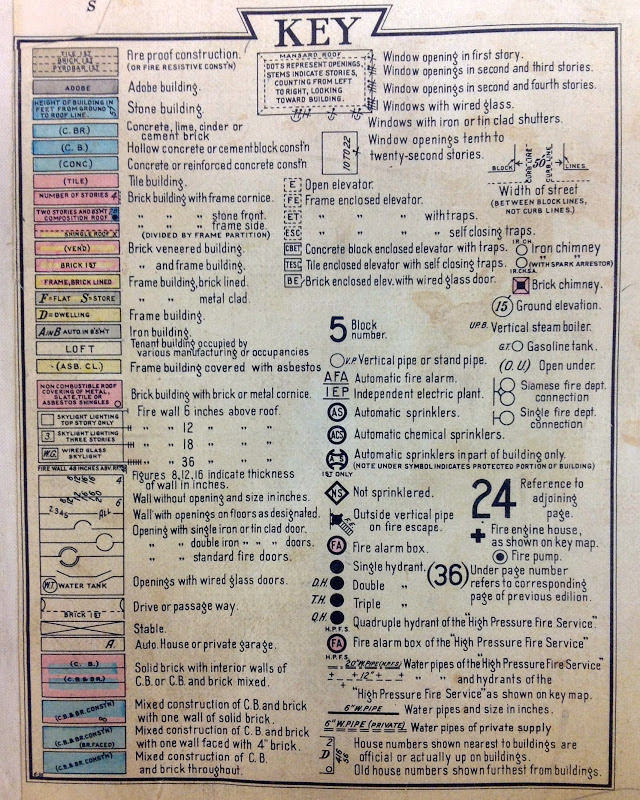 S
KEY
TILE 1ST
BRICK 1ST
PYROBAR 1ST
Fire proof construction.
(OR FIRE RESISTIVE CONST'N)
ADOBE
Adobe building.
HEIGHT OF BUILDING IN
FEET FROM GROUND
TO ROOF LINE.
Stone building.
(C. BR.)
Concrete, lime, cinder or
cement brick
(C. B.)
Hollow concrete or cement block const'n
(CONC)
Concrete or reinforced concrete const'n
(TILE)
Tile building.
NUMBER OF STORIES 4
Brick building with frame cornice.
TWO STORIES AND BSM'T
COMPOSITION ROOF
2B
" " " stone front.
" " " frame side.
(DIVIDED BY FRAME PARTITION)
SHINGLE ROOF X
(VEND)
Brick veneered building.
BRICK 1ST
" and frame building.
FRAME, BRICK LINED
Frame building, brick lined.
F=FLAT S=STORE
" " metal clad.
D=DWELLING
Frame building.
A IN B AUTO. IN B'S'M'T
Iron building.
LOFT
Tenant building occupied by
various manufacturing or occupancies
(ASB. CL.)
Frame building covered with asbestos
NON COMBUSTIBLE ROOF
COVERING OF METAL,
SLATE, TILE OR
ASBESTOS SHINGLES
Brick building with brick or metal cornice.
SKYLIGHT LIGHTING
TOP STORY ONLY
Fire wall 6 inches above roof.
3
SKYLIGHT LIGHTING
THREE STORIES
" " 12 " " "
W.G.
WIRED GLASS
SKYLIGHT
" " 18 " " "
" " 36 " " "
FIRE WALL 48 INCHES ABV. RF.
Figures 8,12,16 indicate thickness
of wall in inches.
4
Wall without opening and size in inches.
6
2.3.4.5
ALL
Wall with openings on floors as designated.
Opening with single iron or tin clad door.
" " double iron " " " doors.
" " standard fire doors.
W.T. WATER TANK
Openings with wired glass doors.
BRICK 1ST
Drive or passage way.
Stable.
A.
Auto. House or private garage.
(C. B.)
(C.B. & BR.)
Solid brick with interior walls of
C.B. or C.B. and brick mixed.
(C.B. & BR. CONST'N)
Mixed construction of C.B. and brick
with one wall of solid brick.
(C.B. & BR. CONST'N)
(BR. FACED)
Mixed construction of C.B. and brick
with one wall faced with 4" brick.
(C.B. & BR. CONST'N)
Mixed construction of C.B.
and brick throughout.
MANSARD ROOF
DOTS REPRESENT OPENINGS,
STEMS INDICATE STORIES,
COUNTING FROM LEFT
TO RIGHT, LOOKING
TOWARD BUILDING.
Window opening in first story.
Window openings in second and third stories.
Window openings in second and fourth stories.
Windows with wired glass.
Windows with iron or tin clad shutters.
10 TO 22
Window openings tenth to
twenty-second stories.
BLOCK
CURB LINE
50
CURB LINE
LINES.
Width of street
(BETWEEN BLOCK LINES,
NOT CURB LINES.)
E Open elevator.
FE Frame enclosed elevator.
ET " " " with traps.
ESC " " " self closing traps.
CBET Concrete block enclosed elevator with traps.
TESC Tile enclosed elevator with self closing traps.
BE Brick enclosed elev. with wired glass door.
IR. CH.
Iron chimney
" "
(WITH SPARK ARRESTOR)
IR. CH. S.A.
Brick chimney.
15 Ground elevation.
U.P.B. Vertical steam boiler.
G.T. Gasoline tank.
(O.U.) Open under.
Siamese fire dept.
connection
Single fire dept.
connection
5 Block
number.
V.P Vertical pipe or stand pipe.
AFA Automatic fire alarm.
IEP Independent electric plant.
AS Automatic sprinklers.
ACS Automatic chemical sprinklers.
AS
1ST ONLY
Automatic sprinklers in part of building only.
(NOTE UNDER SYMBOL INDICATES PROTECTED PORTION OF BUILDING)
NS Not sprinklered.
F.E.
Outside vertical pipe
on fire escape.
FA Fire alarm box.
Single hydrant.
D.H. Double "
T.H. Triple "
Q.H.
H.P.F.S.
Quadruple hydrant of the "High Pressure Fire Service".
FA
H.P.F.S.
Fire alarm box of the "High Pressure Fire Service"
24 Reference to
adjoining
page.
Fire engine house,
as shown on key map.
Fire pump.
(36) Under page number
refers to corresponding
page of previous edition.
20" W. PIPE (H.P.F.S.) Water pipes of the "High Pressure Fire Service"
12" " " and hydrants of the
"High Pressure Fire Service" as shown on key map.
6" W. PIPE Water pipes and size in inches.
6" W. PIPE (PRIVATE) Water pipes of private supply
2
D
House numbers shown nearest to buildings are
official or actually up on buildings.
Old house numbers shown furthest from buildings.